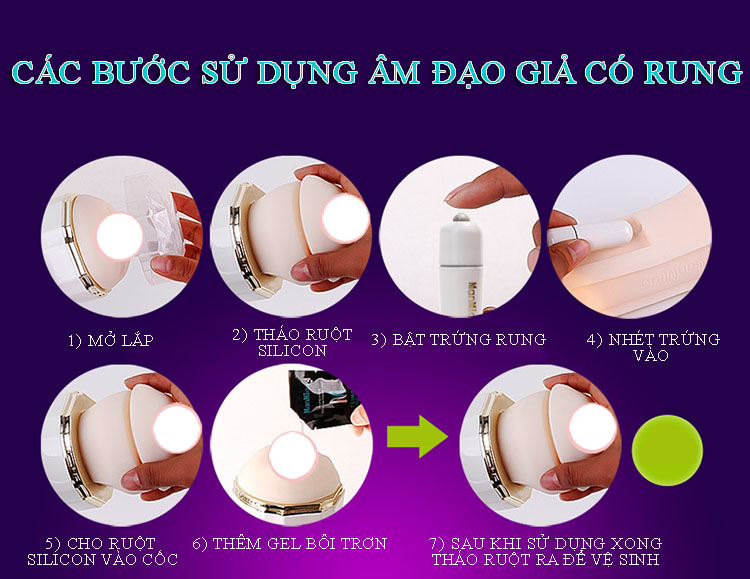 CÁC BƯỚC SỬ DỤNG ÂM ĐẠO GIẢ CÓ RUNG
1) MỞ LẮP
2) THÁO RUỘT
SILICON
3) BẬT TRỨNG RUNG
4) NHÉT TRỨNG
VÀO
5) CHO RUỘT
SILICON VÀO CỐC
6) THÊM GEL BÔI TRƠN
7) SAU KHI SỬ DỤNG XONG
THÁO RUỘT RA ĐỂ VỆ SINH